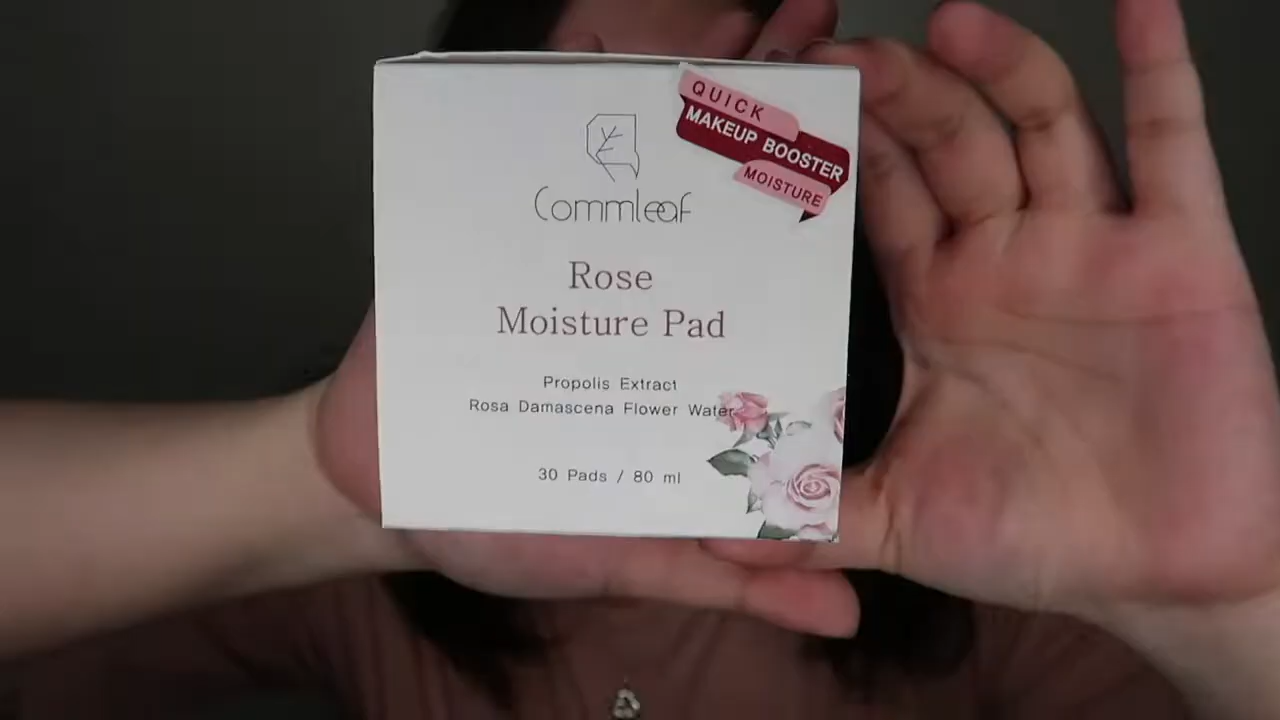 QUICK
MAKEUP BOOSTER
MOISTURE
Commleaf
Rose
Moisture Pad
Propolis Extract
Rosa Damascena Flower Water
30 Pads / 80 ml